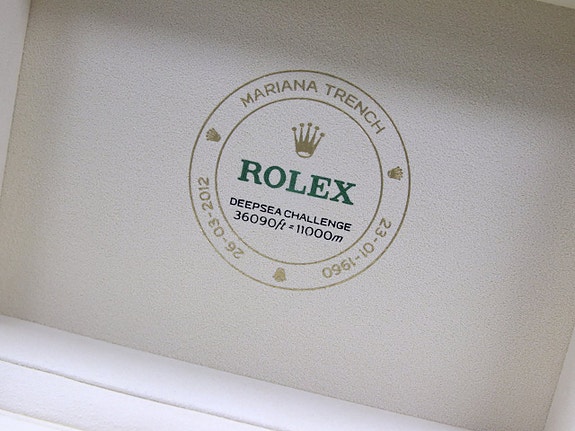 MARIANA TRENCH
ROLEX
DEEPSEA CHALLENGE
36090ft = 11000m
26-03-2012
23-01-1960